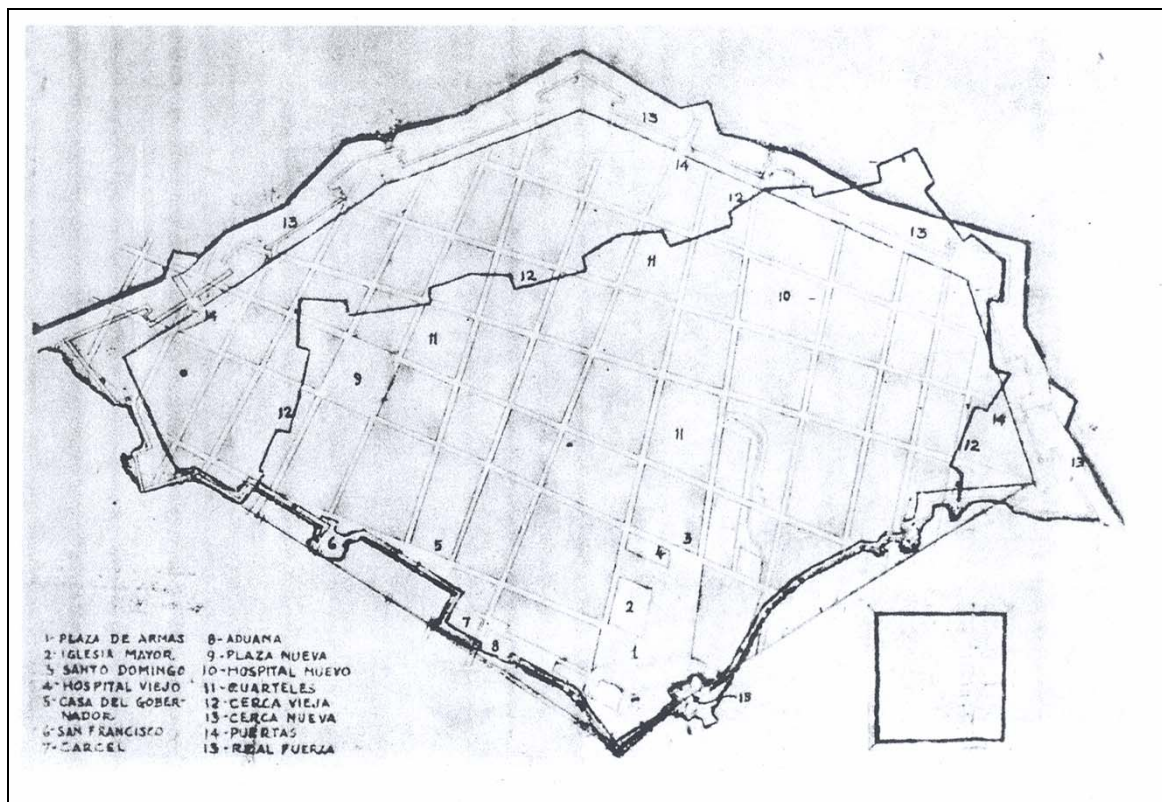 13
14
13
12
13
13
11
12
10
14
11
9
12
11
14
12
13
5
6
3
4
2
7
8
1
15
1- PLAZA DE ARMAS
2- IGLESIA MAYOR
3 SANTO DOMINGO
4- HOSPITAL VIEJO
5- CASA DEL GOBER-
NADOR
6- SAN FRANCISCO
7- CARCEL
8- ADUANA
9- PLAZA NUEVA
10- HOSPITAL NUEVO
11- CUARTELES
12- CERCA VIEJA
13- CERCA NUEVA
14- PUERTAS
15- REAL FUERZA